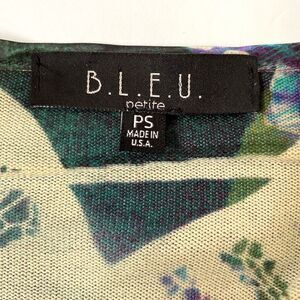 B.L.E.U.
petite
PS
MADE IN
U.S.A.